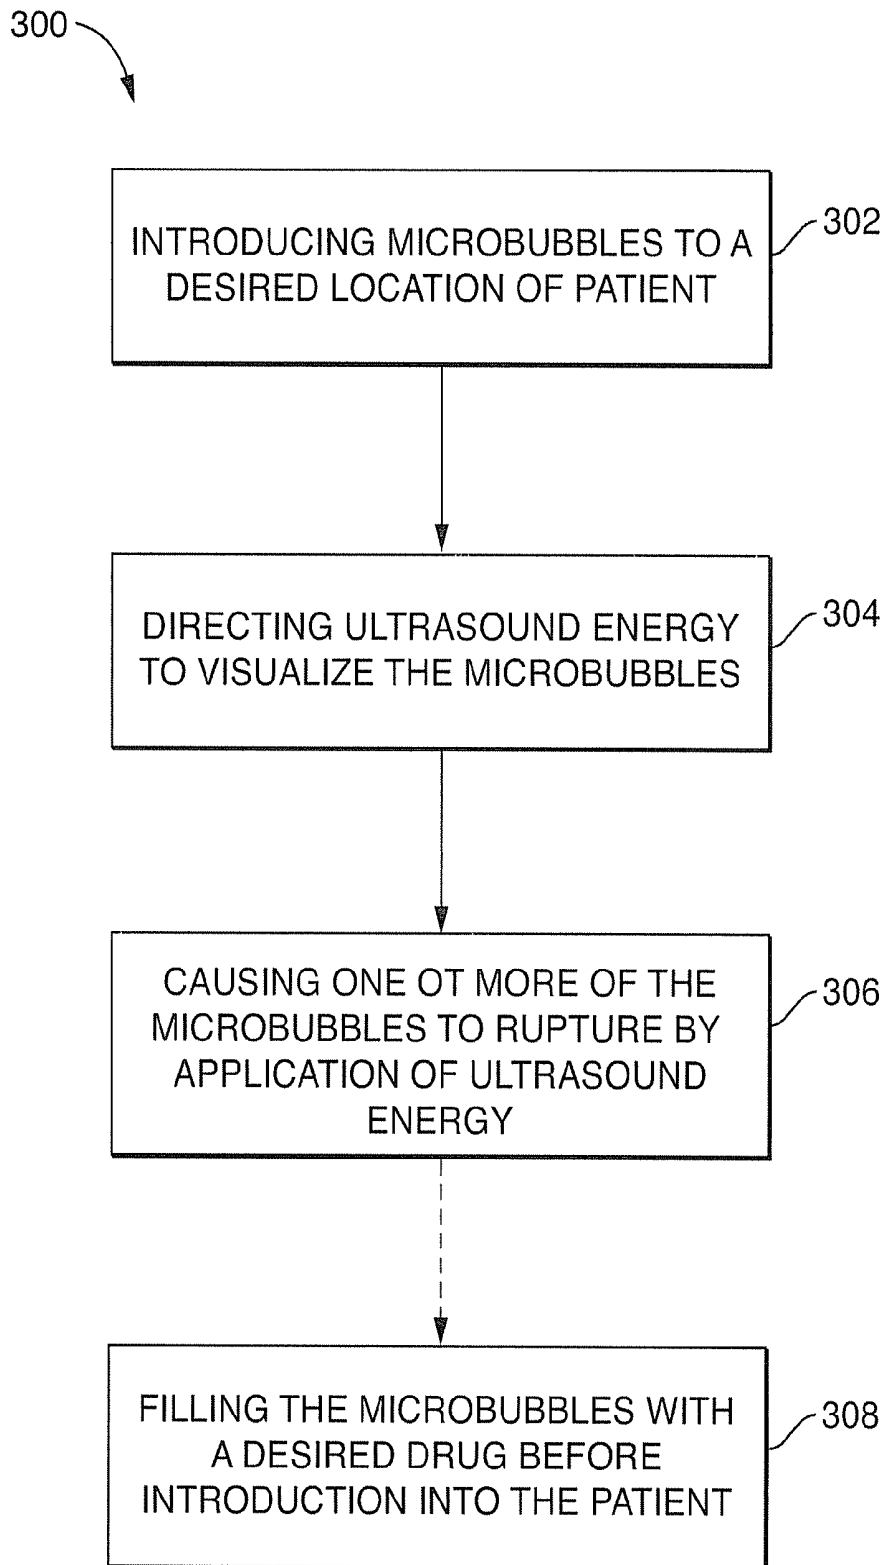 300
INTRODUCING MICROBUBBLES TO A
DESIRED LOCATION OF PATIENT
302
DIRECTING ULTRASOUND ENERGY
TO VISUALIZE THE MICROBUBBLES
304
CAUSING ONE OT MORE OF THE
MICROBUBBLES TO RUPTURE BY
APPLICATION OF ULTRASOUND
ENERGY
306
FILLING THE MICROBUBBLES WITH
A DESIRED DRUG BEFORE
INTRODUCTION INTO THE PATIENT
308